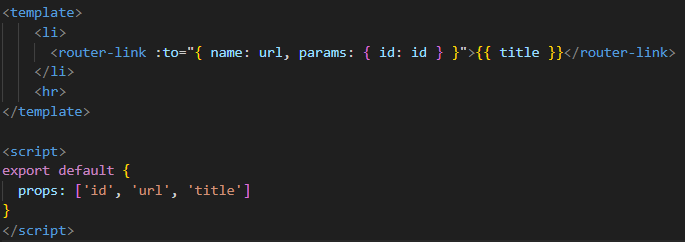 <template>
    <li>
      <router-link :to="{ name: url, params: { id: id } }">{{ title }}</router-link>
    </li>
    <hr>
</template>

<script>
export default {
  props: ['id', 'url', 'title']
}
</script>